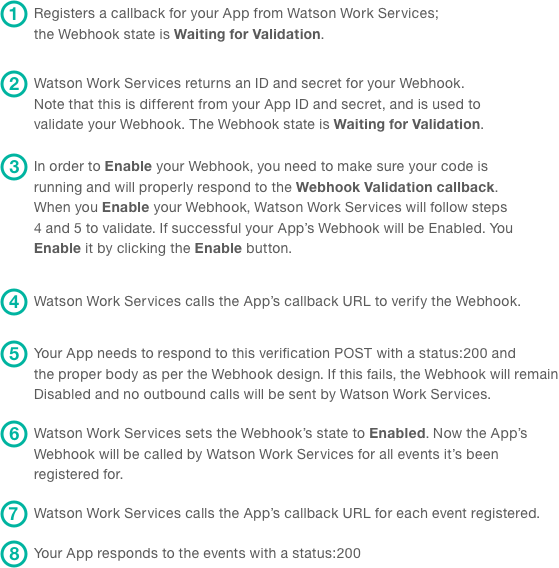 1 Registers a callback for your App from Watson Work Services;
the Webhook state is Waiting for Validation.
2 Watson Work Services returns an ID and secret for your Webhook.
Note that this is different from your App ID and secret, and is used to
validate your Webhook. The Webhook state is Waiting for Validation.
3 In order to Enable your Webhook, you need to make sure your code is
running and will properly respond to the Webhook Validation callback.
When you Enable your Webhook, Watson Work Services will follow steps
4 and 5 to validate. If successful your App's Webhook will be Enabled. You
Enable it by clicking the Enable button.
4 Watson Work Services calls the App's callback URL to verify the Webhook.
5 Your App needs to respond to this verification POST with a status:200 and
the proper body as per the Webhook design. If this fails, the Webhook will remain
Disabled and no outbound calls will be sent by Watson Work Services.
6 Watson Work Services sets the Webhook's state to Enabled. Now the App's
Webhook will be called by Watson Work Services for all events it's been
registered for.
7 Watson Work Services calls the App's callback URL for each event registered.
8 Your App responds to the events with a status:200